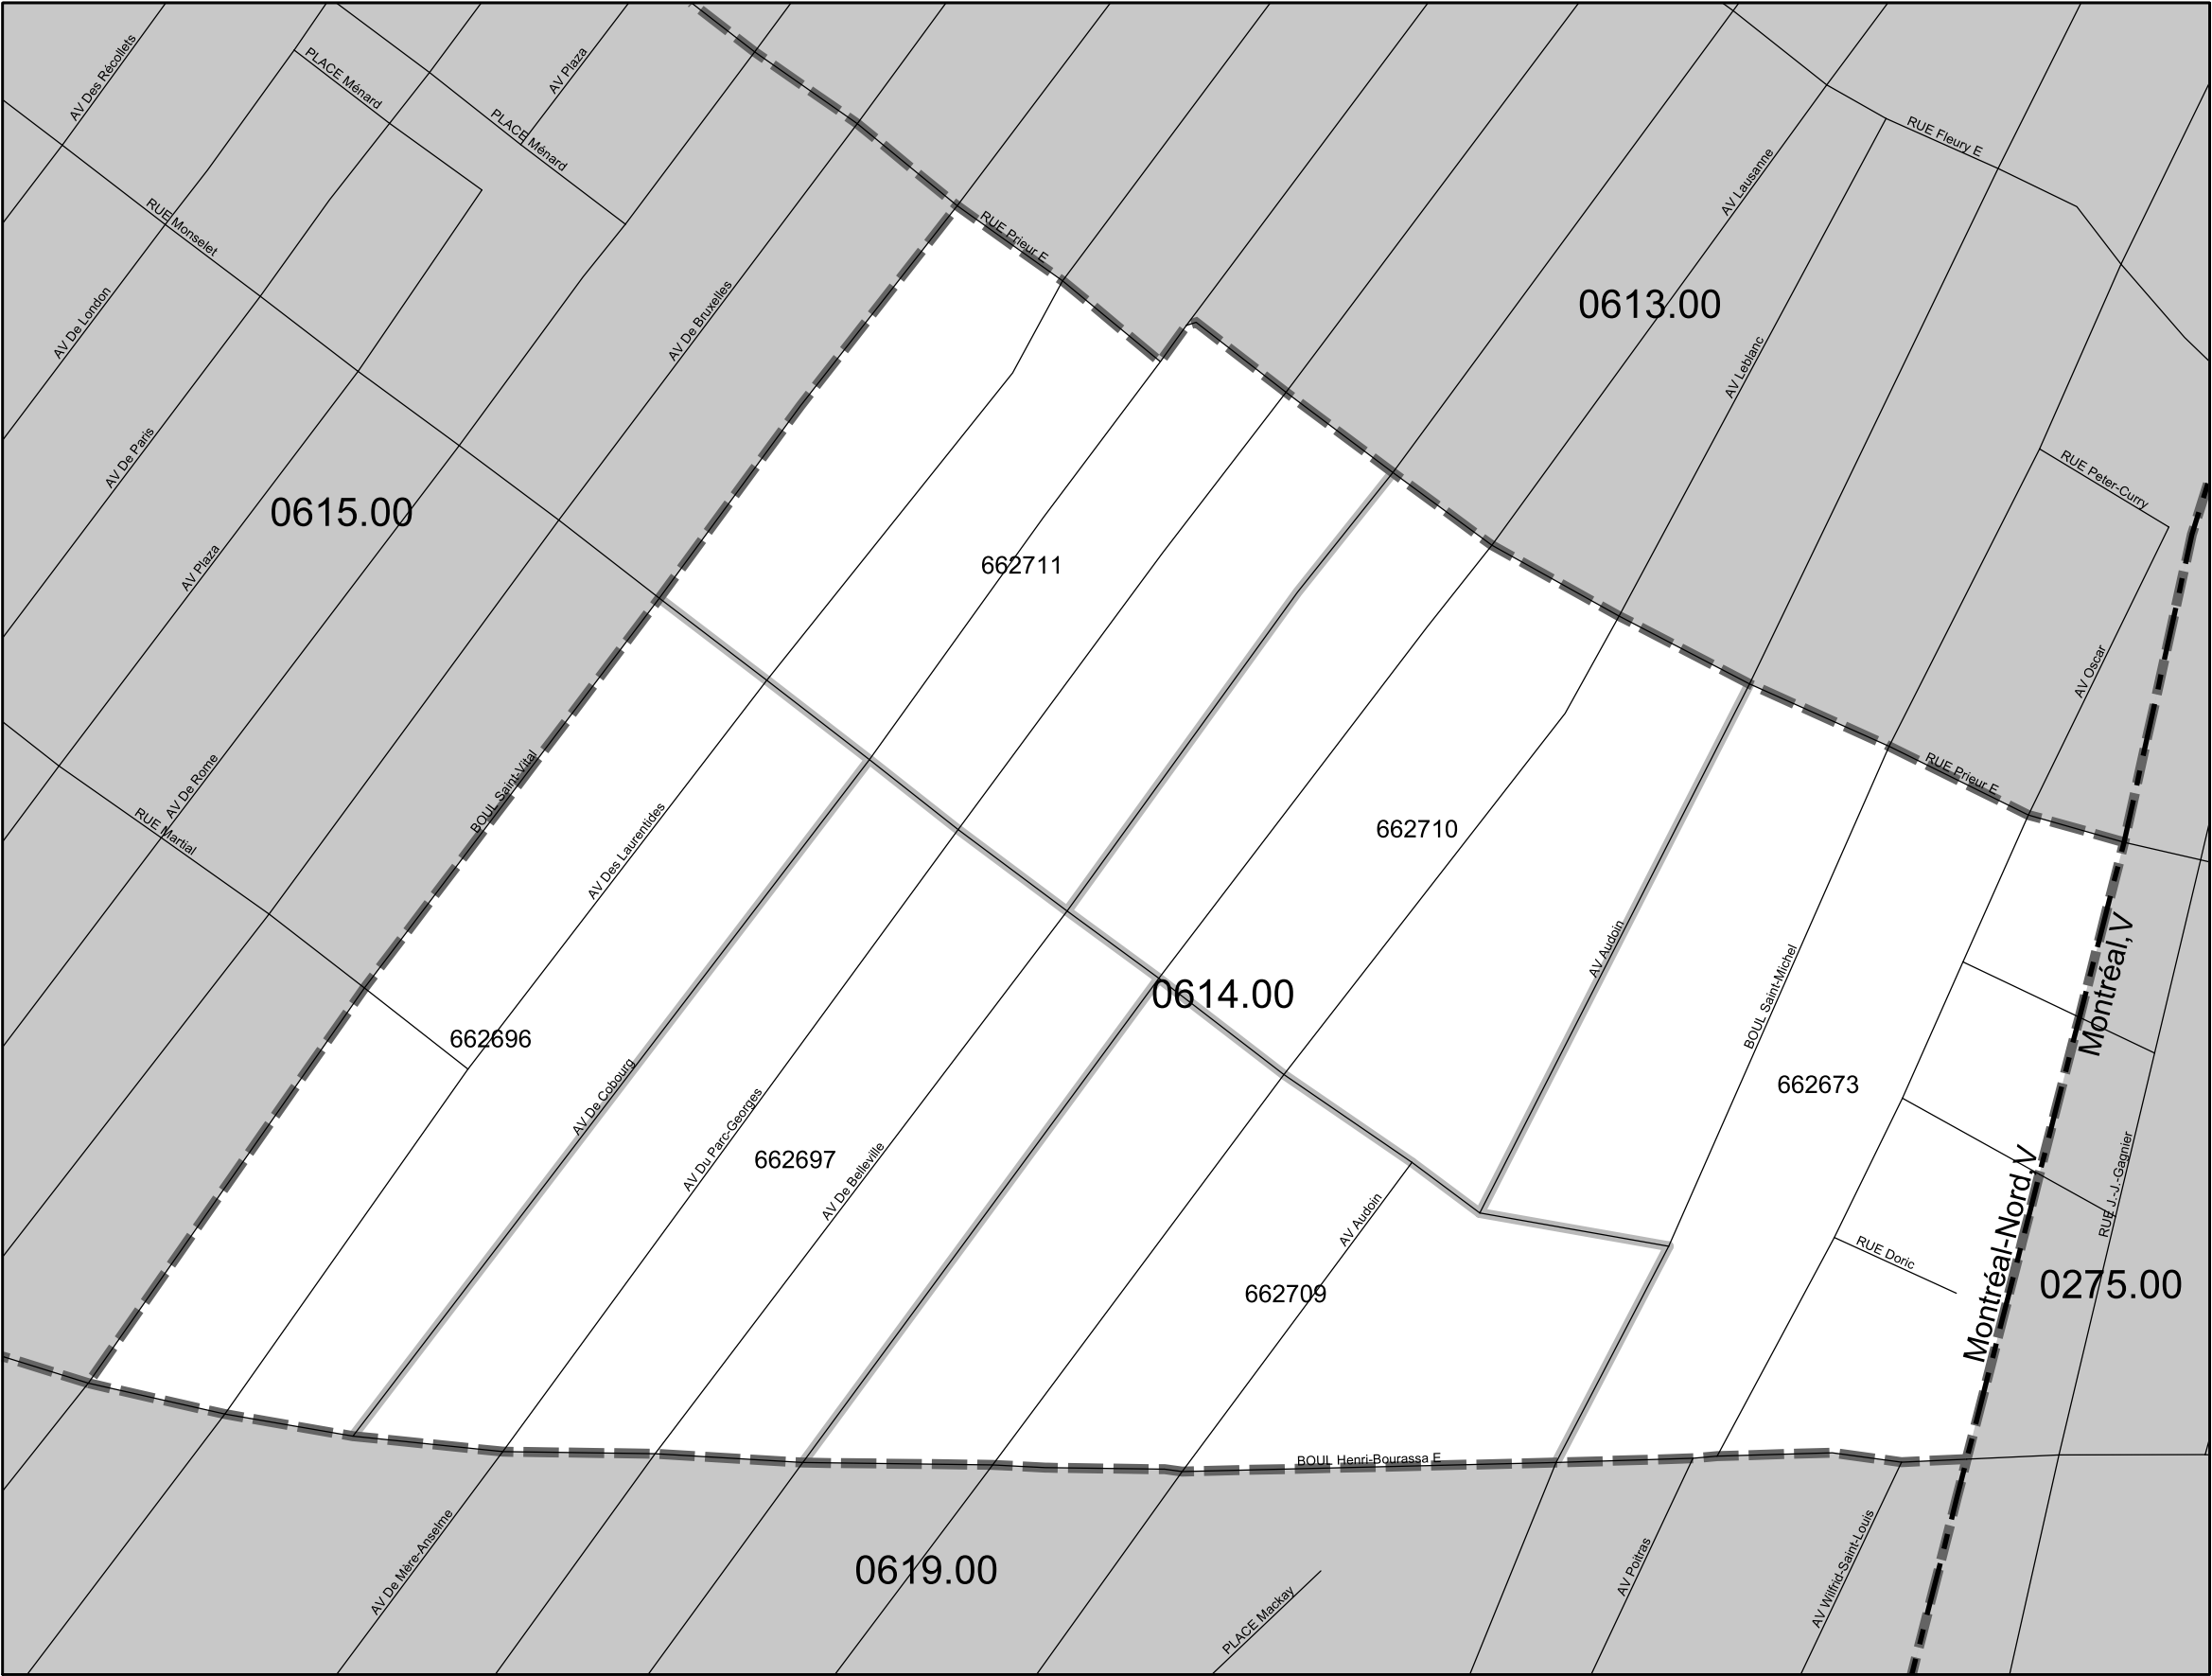 AV Des Récollets
PLACE Ménard
AV Plaza
PLACE Ménard
RUE Fleury E
AV Lausanne
RUE Monselet
RUE Prieur E
0613.00
AV De London
AV De Bruxelles
AV Leblanc
AV De Paris
RUE Peter-Curry
0615.00
AV Plaza
662711
AV Oscar
AV De Rome
RUE Martial
BOUL Saint-Vital
RUE Prieur E
AV Des Laurentides
662710
AV Audoin
BOUL Saint-Michel
Montréal,V
0614.00
662696
AV De Cobourg
662673
AV Du Parc-Georges
662697
AV De Belleville
AV Audoin
RUE J.-J.-Gagnier
Montréal-Nord,V
RUE Doric
0275.00
662709
BOUL Henri-Bourassa E
AV De Mère-Anselme
0619.00
PLACE Mackay
AV Poitras
AV Wilfrid-Saint-Louis